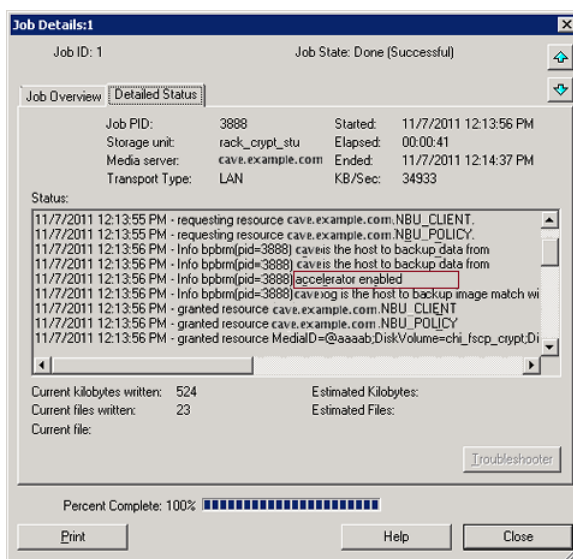 Job Details:1
Job ID: 1 Job State: Done (Successful)
Job Overview Detailed Status
Job PID: 3888 Started: 11/7/2011 12:13:56 PM
Storage unit: rack_crypt_stu Elapsed: 00:00:41
Media server: cave.example.com Ended: 11/7/2011 12:14:37 PM
Transport Type: LAN KB/Sec: 34933
Status:
11/7/2011 12:13:55 PM - requesting resource cave.example.com.NBU_CLIENT.
11/7/2011 12:13:55 PM - requesting resource cave.example.com.NBU_POLICY.
11/7/2011 12:13:56 PM - Info bpbrm(pid=3888) cave is the host to backup data from
11/7/2011 12:13:56 PM - Info bpbrm(pid=3888) cave is the host to backup data from
11/7/2011 12:13:56 PM - Info bpbrm(pid=3888) accelerator enabled
11/7/2011 12:13:56 PM - Info bpbrm(pid=3888) cave og is the host to backup image match wi
11/7/2011 12:13:56 PM - granted resource cave.example.com.NBU_CLIENT
11/7/2011 12:13:56 PM - granted resource cave.example.com.NBU_POLICY
11/7/2011 12:13:56 PM - granted resource MediaID=@aaaab;DiskVolume=chi_fscp_crypt;Di
Current kilobytes written: 524 Estimated Kilobytes:
Current files written: 23 Estimated Files:
Current file:
Troubleshooter
Percent Complete: 100%
Print Help Close